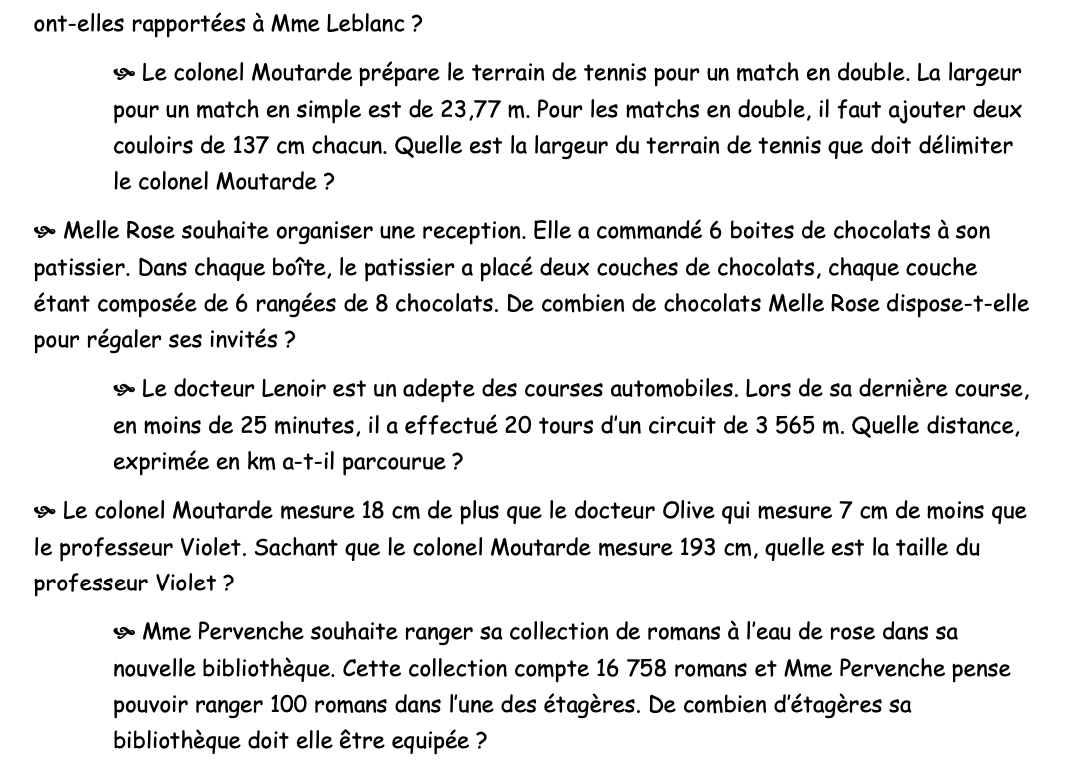 ont-elles rapportées à Mme Leblanc ?
Le colonel Moutarde prépare le terrain de tennis pour un match en double. La largeur
pour un match en simple est de 23,77 m. Pour les matchs en double, il faut ajouter deux
couloirs de 137 cm chacun. Quelle est la largeur du terrain de tennis que doit délimiter
le colonel Moutarde ?
Melle Rose souhaite organiser une reception. Elle a commandé 6 boites de chocolats à son
patissier. Dans chaque boîte, le patissier a placé deux couches de chocolats, chaque couche
étant composée de 6 rangées de 8 chocolats. De combien de chocolats Melle Rose dispose-t-elle
pour régaler ses invités ?
Le docteur Lenoir est un adepte des courses automobiles. Lors de sa dernière course,
en moins de 25 minutes, il a effectué 20 tours d'un circuit de 3 565 m. Quelle distance,
exprimée en km a-t-il parcourue ?
Le colonel Moutarde mesure 18 cm de plus que le docteur Olive qui mesure 7 cm de moins que
le professeur Violet. Sachant que le colonel Moutarde mesure 193 cm, quelle est la taille du
professeur Violet ?
Mme Pervenche souhaite ranger sa collection de romans à l'eau de rose dans sa
nouvelle bibliothèque. Cette collection compte 16 758 romans et Mme Pervenche pense
pouvoir ranger 100 romans dans l'une des étagères. De combien d'étagères sa
bibliothèque doit elle être equipée ?